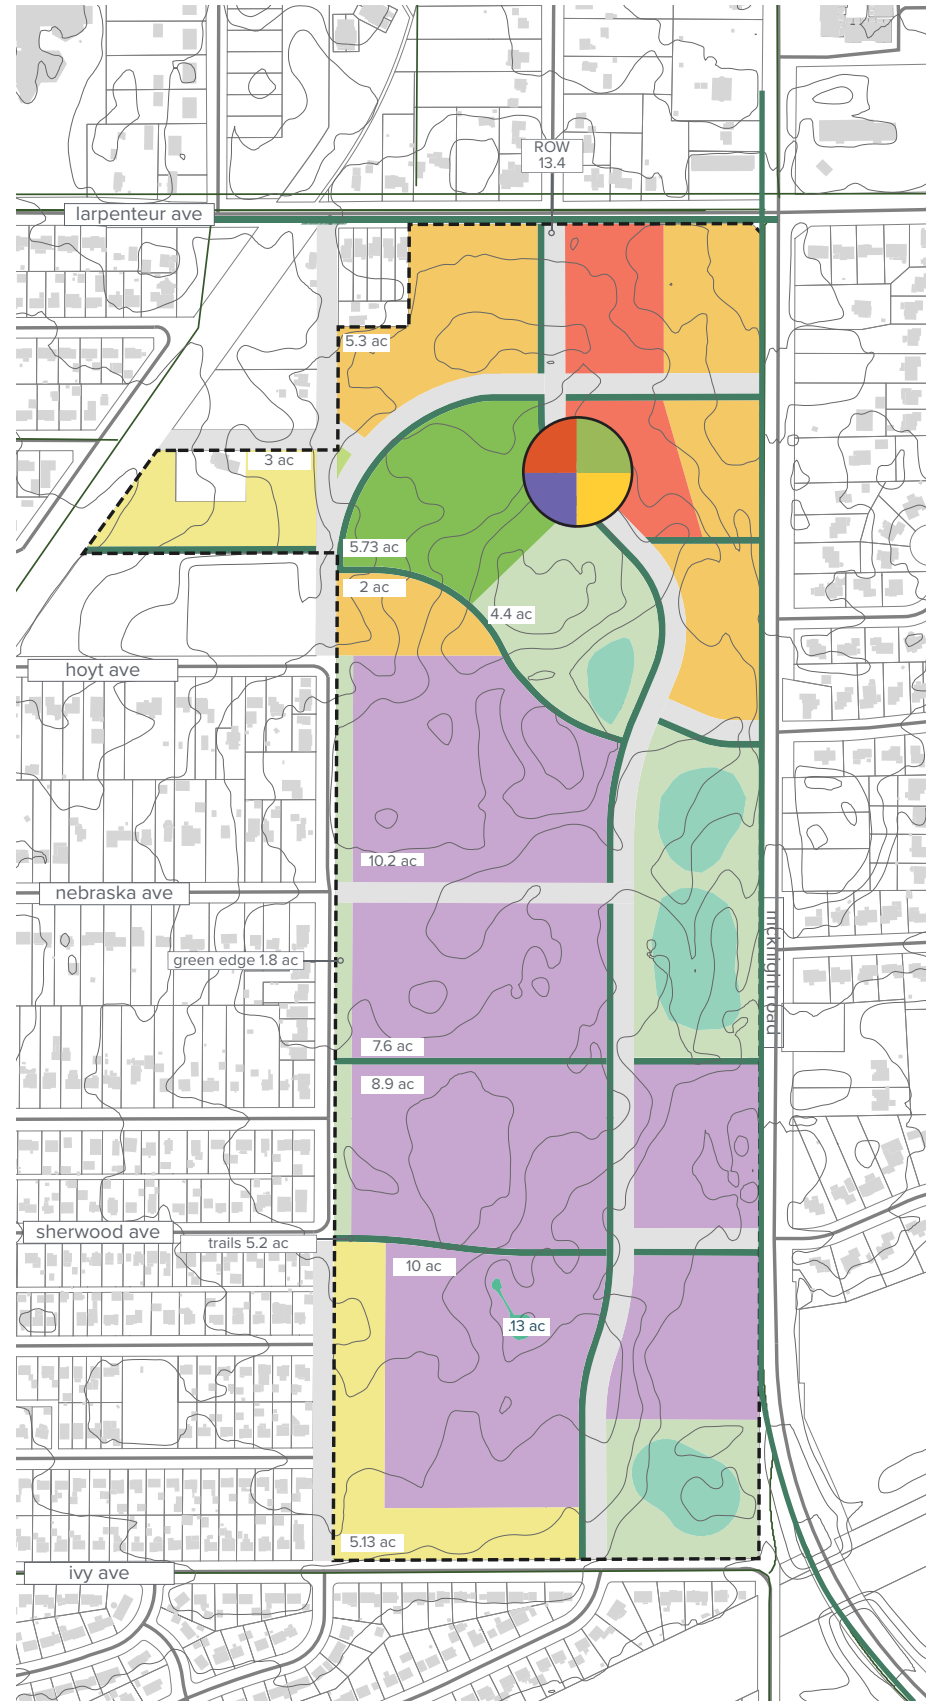 ROW
13.4
larpenteur ave
5.3 ac
3 ac
5.73 ac
2 ac
4.4 ac
hoyt ave
10.2 ac
nebraska ave
mcknight road
green edge 1.8 ac
7.6 ac
8.9 ac
sherwood ave
trails 5.2 ac
10 ac
.13 ac
5.13 ac
ivy ave